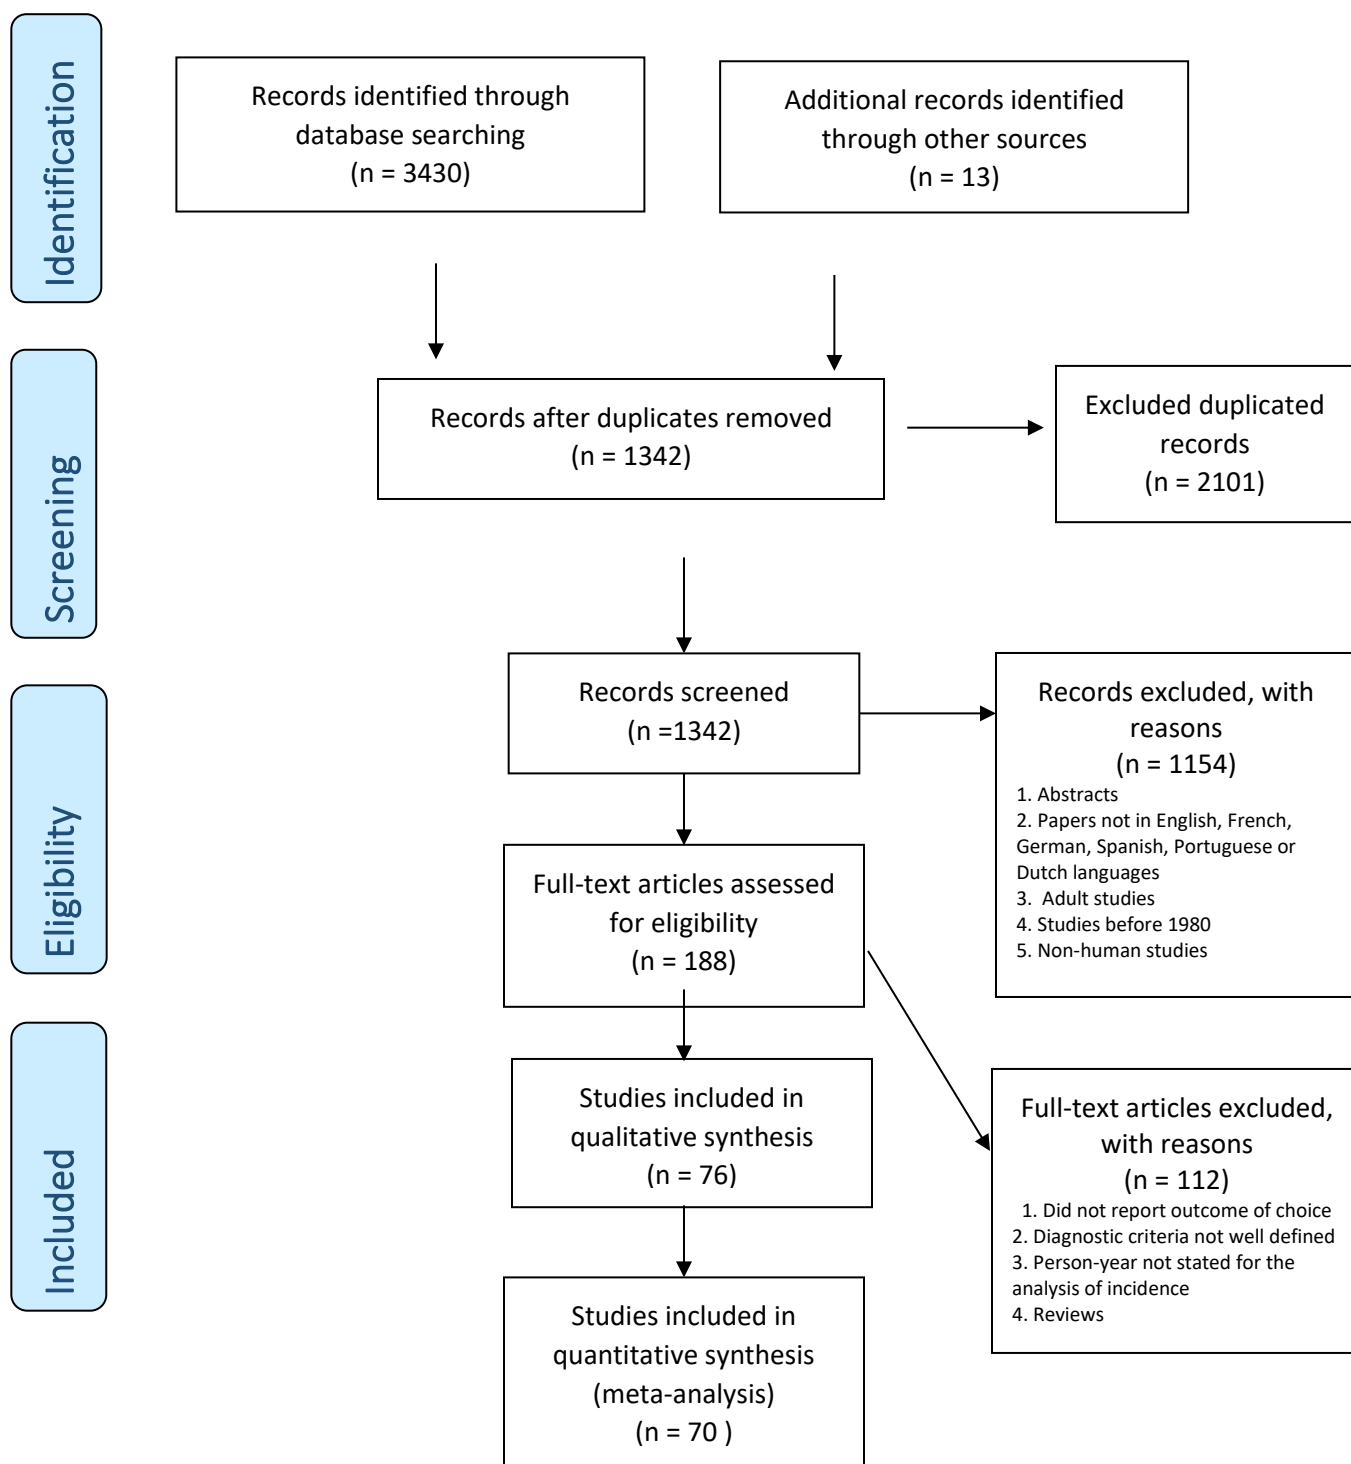 Identification
Records identified through
database searching
(n = 3430)
Additional records identified
through other sources
(n = 13)
Screening
Records after duplicates removed
(n = 1342)
Excluded duplicated
records
(n = 2101)
Records screened
(n =1342)
Records excluded, with
reasons
(n = 1154)
1. Abstracts
2. Papers not in English, French,
German, Spanish, Portuguese or
Dutch languages
3.  Adult studies
4. Studies before 1980
5. Non-human studies
Eligibility
Full-text articles assessed
for eligibility
(n = 188)
Studies included in
qualitative synthesis
(n = 76)
Full-text articles excluded,
with reasons
(n = 112)
1. Did not report outcome of choice
2. Diagnostic criteria not well defined
3. Person-year not stated for the
analysis of incidence
4. Reviews
Included
Studies included in
quantitative synthesis
(meta-analysis)
(n = 70 )